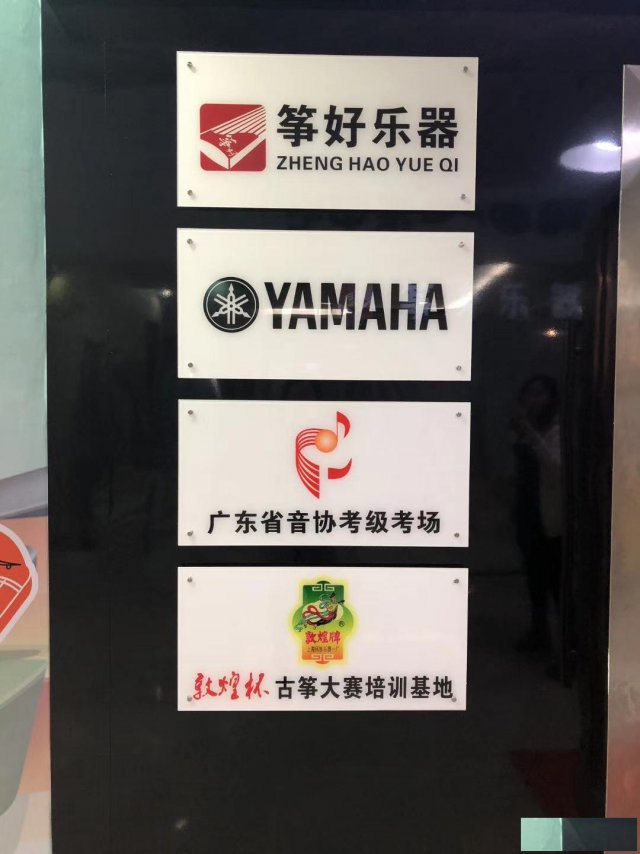 筝好乐器
ZHENG HAO YUE QI
YAMAHA
广东省音协考级考场
敦煌牌
敦煌杯 古筝大赛培训基地